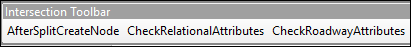 Intersection Toolbar
AfterSplitCreateNode CheckRelationalAttributes CheckRoadwayAttributes